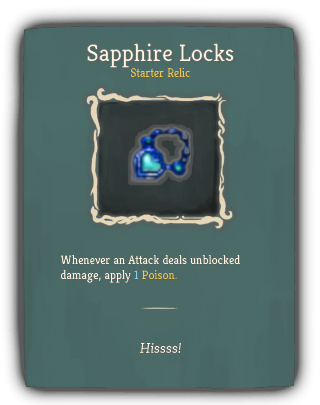 Sapphire Locks
Starter Relic
Whenever an Attack deals unblocked
damage, apply 1 Poison.
Hissss!